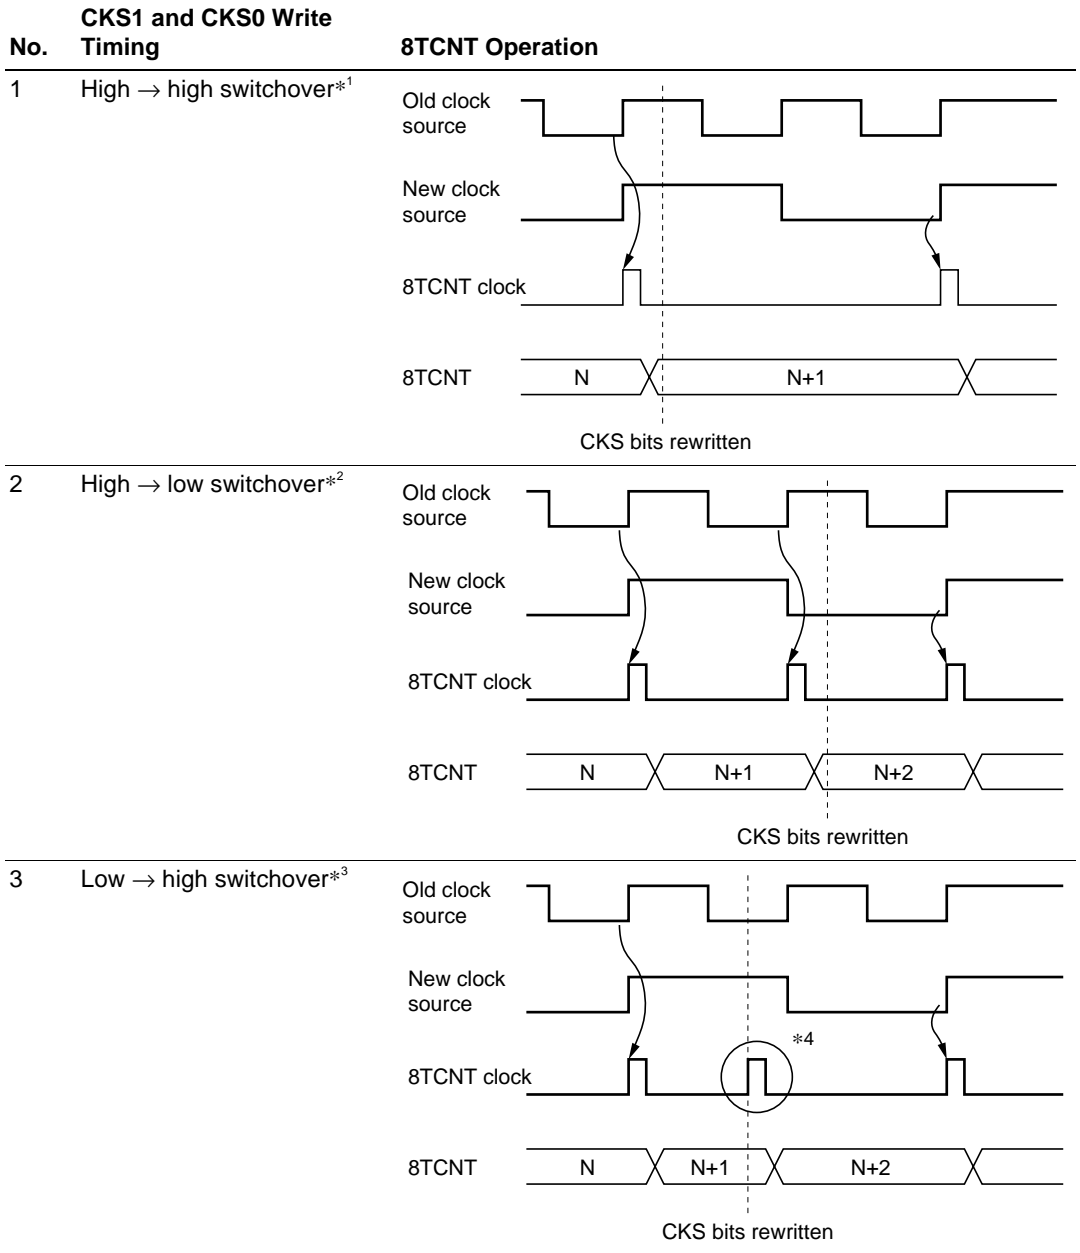 CKS1 and CKS0 Write
No. Timing 8TCNT Operation
1 High → high switchover*1
Old clock
source
New clock
source
8TCNT clock
8TCNT N N+1
CKS bits rewritten
2 High → low switchover*2
Old clock
source
New clock
source
8TCNT clock
8TCNT N N+1 N+2
CKS bits rewritten
3 Low → high switchover*3
Old clock
source
New clock
source
*4
8TCNT clock
8TCNT N N+1 N+2
CKS bits rewritten